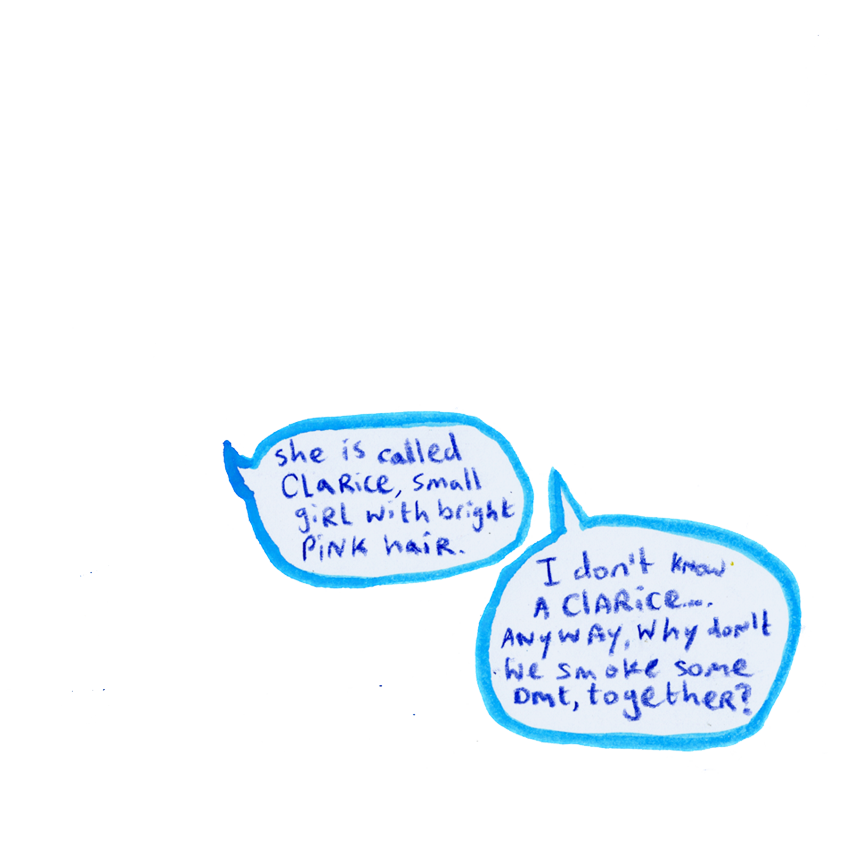 she is called
CLARiCE, small
giRL with bright
PiNK haiR.
I don't know
A ClARiCe....
ANywAy, Why don't
We smoke some
Dmt, togetheR?